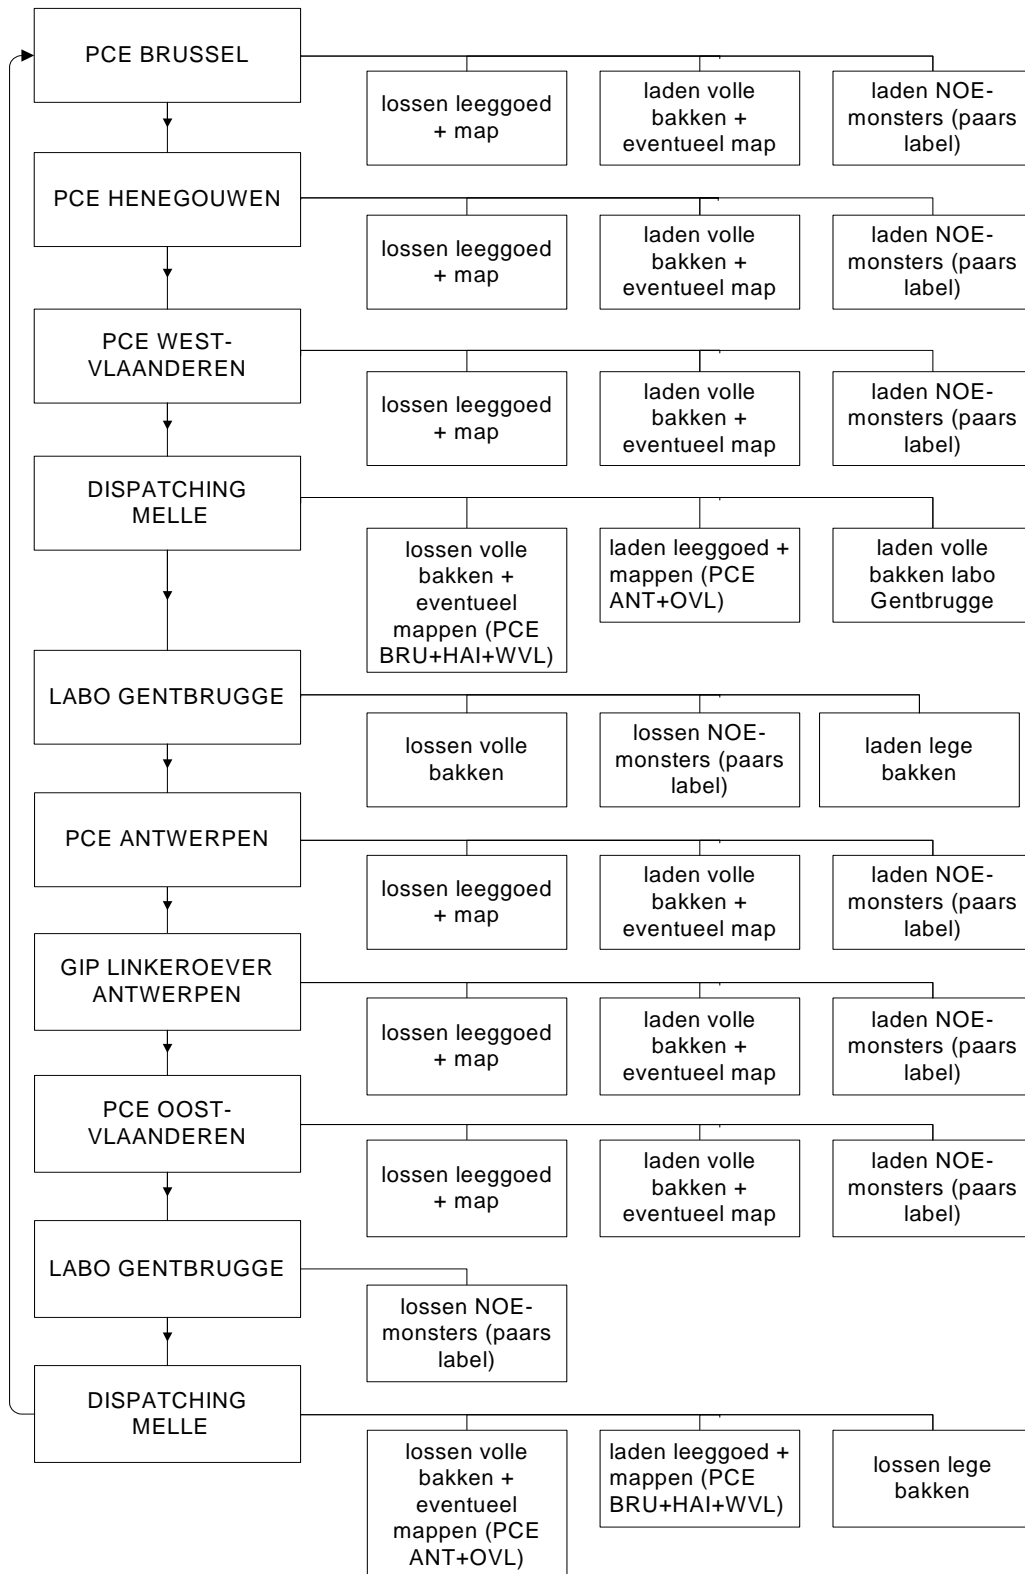 PCE BRUSSEL
lossen leeggoed
+ map
laden volle
bakken +
eventueel map
laden NOE-
monsters (paars
label)
PCE HENEGOUWEN
lossen leeggoed
+ map
laden volle
bakken +
eventueel map
laden NOE-
monsters (paars
label)
PCE WEST-
VLAANDEREN
lossen leeggoed
+ map
laden volle
bakken +
eventueel map
laden NOE-
monsters (paars
label)
DISPATCHING
MELLE
lossen volle
bakken +
eventueel
mappen (PCE
BRU+HAI+WVL)
laden leeggoed +
mappen (PCE
ANT+OVL)
laden volle
bakken labo
Gentbrugge
LABO GENTBRUGGE
lossen volle
bakken
lossen NOE-
monsters (paars
label)
laden lege
bakken
PCE ANTWERPEN
lossen leeggoed
+ map
laden volle
bakken +
eventueel map
laden NOE-
monsters (paars
label)
GIP LINKEROEVER
ANTWERPEN
lossen leeggoed
+ map
laden volle
bakken +
eventueel map
laden NOE-
monsters (paars
label)
PCE OOST-
VLAANDEREN
lossen leeggoed
+ map
laden volle
bakken +
eventueel map
laden NOE-
monsters (paars
label)
LABO GENTBRUGGE
lossen NOE-
monsters (paars
label)
DISPATCHING
MELLE
lossen volle
bakken +
eventueel
mappen (PCE
ANT+OVL)
laden leeggoed +
mappen (PCE
BRU+HAI+WVL)
lossen lege
bakken